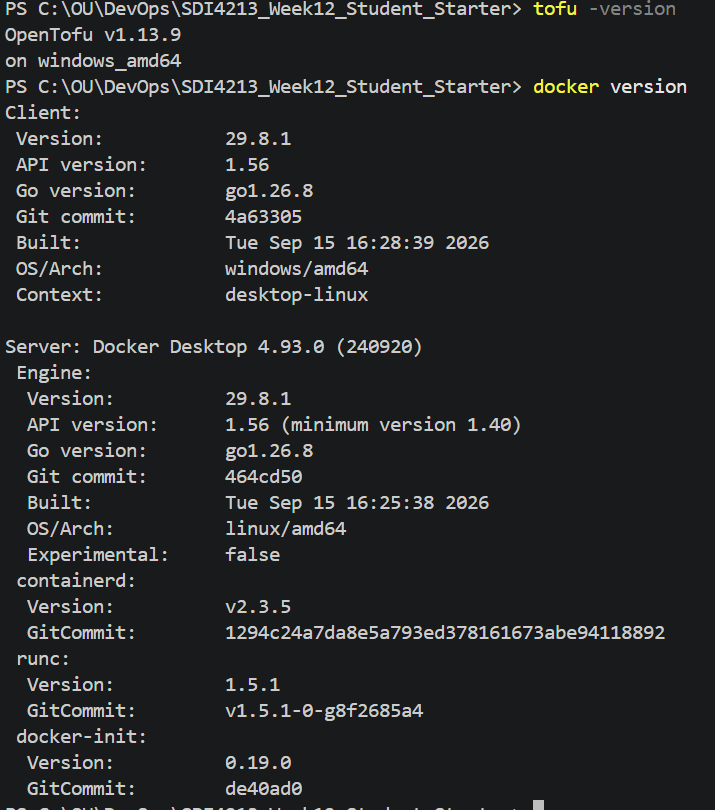 PS C:\OU\DevOps\SDI4213_Week12_Student_Starter> tofu -version
OpenTofu v1.13.9
on windows_amd64
PS C:\OU\DevOps\SDI4213_Week12_Student_Starter> docker version
Client:
 Version:           29.8.1
 API version:       1.56
 Go version:        go1.26.8
 Git commit:        4a63305
 Built:             Tue Sep 15 16:28:39 2026
 OS/Arch:           windows/amd64
 Context:           desktop-linux

Server: Docker Desktop 4.93.0 (240920)
 Engine:
  Version:          29.8.1
  API version:      1.56 (minimum version 1.40)
  Go version:       go1.26.8
  Git commit:       464cd50
  Built:            Tue Sep 15 16:25:38 2026
  OS/Arch:          linux/amd64
  Experimental:     false
 containerd:
  Version:          v2.3.5
  GitCommit:        1294c24a7da8e5a793ed378161673abe94118892
 runc:
  Version:          1.5.1
  GitCommit:        v1.5.1-0-g8f2685a4
 docker-init:
  Version:          0.19.0
  GitCommit:        de40ad0